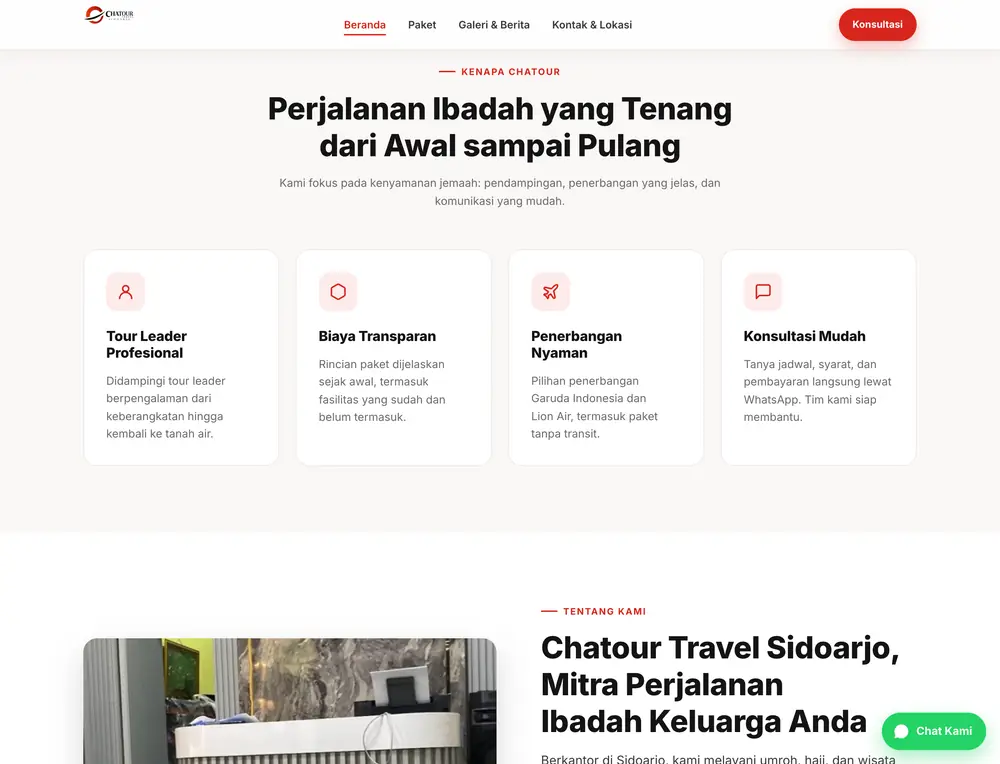 CHATOUR
Beranda
Paket
Galeri & Berita
Kontak & Lokasi
Konsultasi
KENAPA CHATOUR
Perjalanan Ibadah yang Tenang
dari Awal sampai Pulang
Kami fokus pada kenyamanan jemaah: pendampingan, penerbangan yang jelas, dan
komunikasi yang mudah.
Tour Leader
Profesional
Didampingi tour leader
berpengalaman dari
keberangkatan hingga
kembali ke tanah air.
Biaya Transparan
Rincian paket dijelaskan
sejak awal, termasuk
fasilitas yang sudah dan
belum termasuk.
Penerbangan
Nyaman
Pilihan penerbangan
Garuda Indonesia dan
Lion Air, termasuk paket
tanpa transit.
Konsultasi Mudah
Tanya jadwal, syarat, dan
pembayaran langsung lewat
WhatsApp. Tim kami siap
membantu.
TENTANG KAMI
Chatour Travel Sidoarjo,
Mitra Perjalanan
Ibadah Keluarga Anda
Berkantor di Sidoarjo, kami melayani umroh, haji, dan wisata
Chat Kami